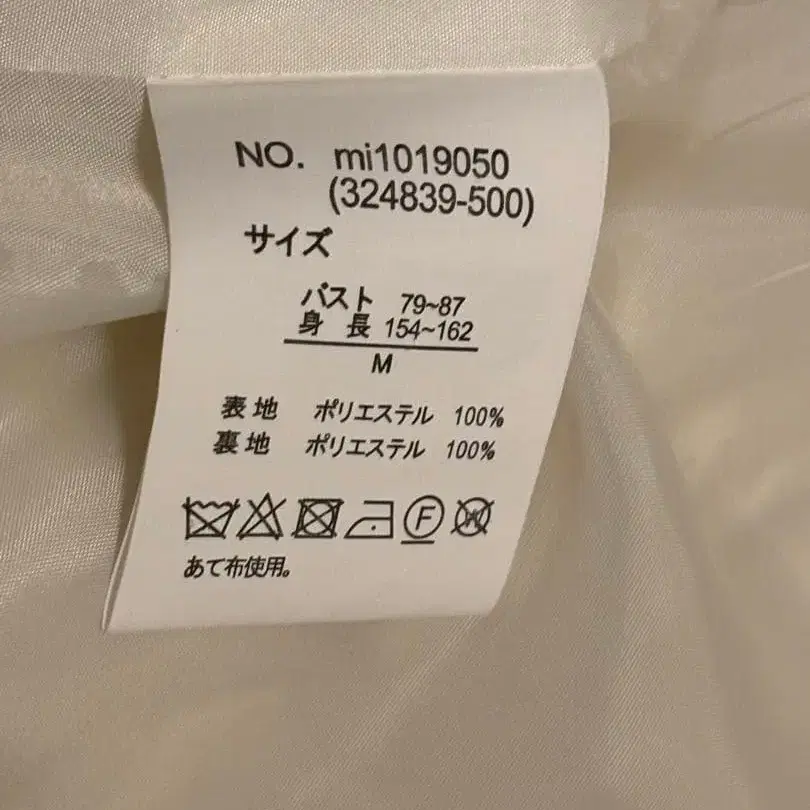 NO. mi1019050
(324839-500)
サイズ
バスト 79~87
身 長 154~162
M
表 地 ポリエステル 100%
裏 地 ポリエステル 100%
F W
あて布使用。